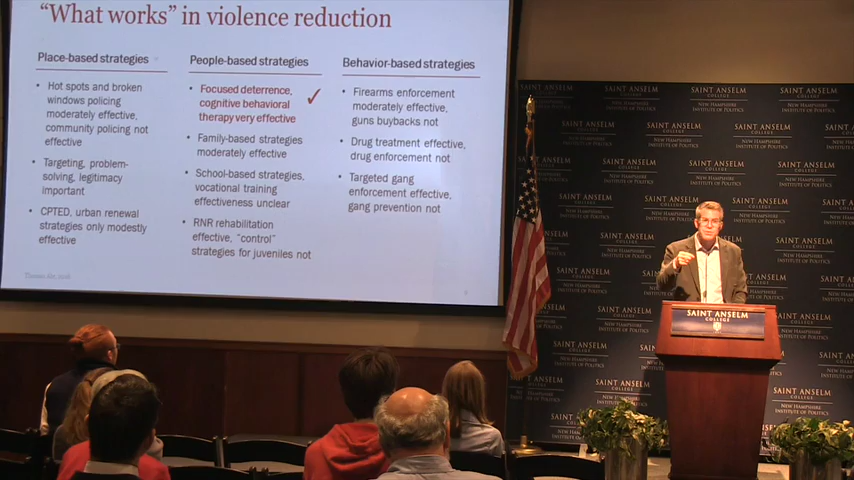 "What works" in violence reduction
Place-based strategies
• Hot spots and broken
windows policing
moderately effective,
community policing not
effective
• Targeting, problem-
solving, legitimacy
important
• CPTED, urban renewal
strategies only modestly
effective
People-based strategies
• Focused deterrence,
cognitive behavioral
therapy very effective
✓
• Family-based strategies
moderately effective
• School-based strategies,
vocational training
effectiveness unclear
• RNR rehabilitation
effective, "control"
strategies for juveniles not
Behavior-based strategies
• Firearms enforcement
moderately effective,
guns buybacks not
• Drug treatment effective,
drug enforcement not
• Targeted gang
enforcement effective,
gang prevention not
SAINT ANSELM
COLLEGE
NEW HAMPSHIRE
INSTITUTE OF POLITICS
SAINT ANSELM
COLLEGE